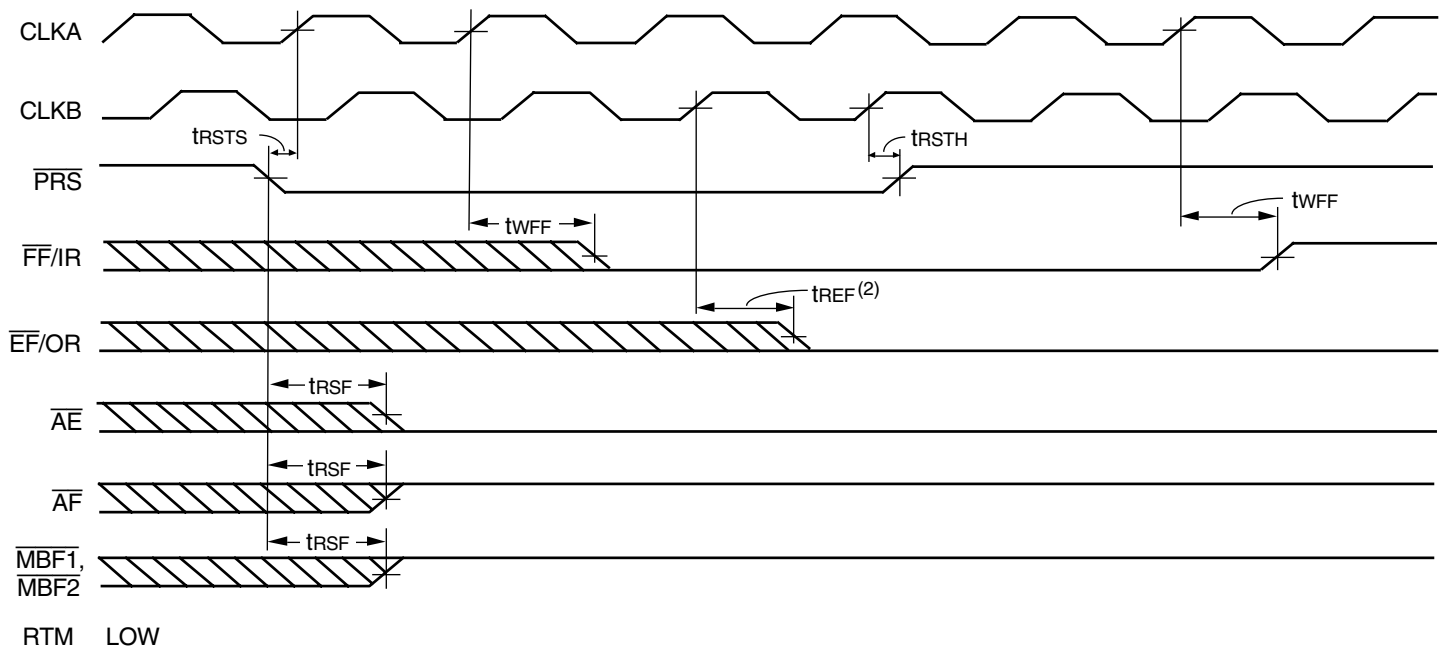 CLKA
CLKB
tRSTS
tRSTH
PRS
tWFF
tWFF
FF/IR
tREF(2)
EF/OR
tRSF
AE
tRSF
AF
tRSF
MBF1,
MBF2
RTM LOW